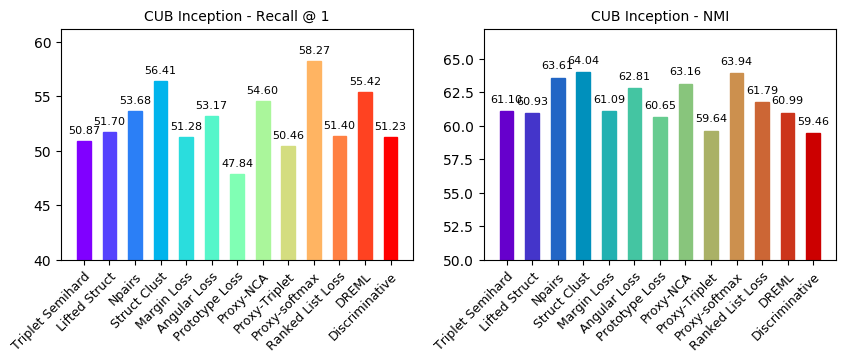 CUB Inception - Recall @ 1
60
55
50
45
40
50.87
51.70
53.68
56.41
51.28
53.17
47.84
54.60
50.46
58.27
51.40
55.42
51.23
Triplet Semihard
Lifted Struct
Npairs
Struct Clust
Margin Loss
Angular Loss
Prototype Loss
Proxy-NCA
Proxy-Triplet
Proxy-softmax
Ranked List Loss
DREML
Discriminative
CUB Inception - NMI
65.0
62.5
60.0
57.5
55.0
52.5
50.0
61.10
60.93
63.61
64.04
61.09
62.81
60.65
63.16
59.64
63.94
61.79
60.99
59.46
Triplet Semihard
Lifted Struct
Npairs
Struct Clust
Margin Loss
Angular Loss
Prototype Loss
Proxy-NCA
Proxy-Triplet
Proxy-softmax
Ranked List Loss
DREML
Discriminative